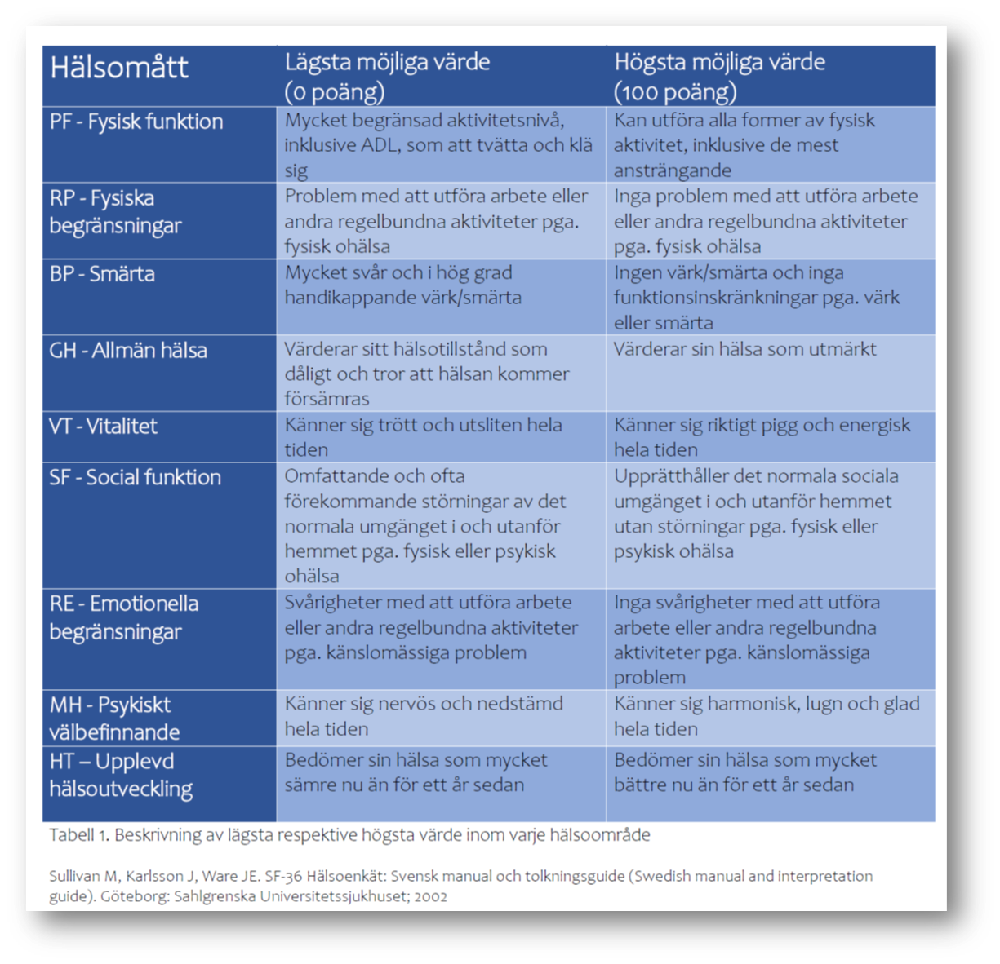 Hälsomått
Lägsta möjliga värde
(0 poäng)
Högsta möjliga värde
(100 poäng)
PF - Fysisk funktion
Mycket begränsad aktivitetsnivå,
inklusive ADL, som att tvätta och klä
sig
Kan utföra alla former av fysisk
aktivitet, inklusive de mest
ansträngande
RP - Fysiska
begränsningar
Problem med att utföra arbete eller
andra regelbundna aktiviteter pga.
fysisk ohälsa
Inga problem med att utföra arbete
eller andra regelbundna aktiviteter
pga. fysisk ohälsa
BP - Smärta
Mycket svår och i hög grad
handikappande värk/smärta
Ingen värk/smärta och inga
funktionsinskränkningar pga. värk
eller smärta
GH - Allmän hälsa
Värderar sitt hälsotillstånd som
dåligt och tror att hälsan kommer
försämras
Värderar sin hälsa som utmärkt
VT - Vitalitet
Känner sig trött och utsliten hela
tiden
Känner sig riktigt pigg och energisk
hela tiden
SF - Social funktion
Omfattande och ofta
förekommande störningar av det
normala umgänget i och utanför
hemmet pga. fysisk eller psykisk
ohälsa
Upprätthåller det normala sociala
umgänget i och utanför hemmet
utan störningar pga. fysisk eller
psykisk ohälsa
RE - Emotionella
begränsningar
Svårigheter med att utföra arbete
eller andra regelbundna aktiviteter
pga. känslomässiga problem
Inga svårigheter med att utföra
arbete eller andra regelbundna
aktiviteter pga. känslomässiga
problem
MH - Psykiskt
välbefinnande
Känner sig nervös och nedstämd
hela tiden
Känner sig harmonisk, lugn och glad
hela tiden
HT – Upplevd
hälsoutveckling
Bedömer sin hälsa som mycket
sämre nu än för ett år sedan
Bedömer sin hälsa som mycket
bättre nu än för ett år sedan
Tabell 1. Beskrivning av lägsta respektive högsta värde inom varje hälsoområde
Sullivan M, Karlsson J, Ware JE. SF-36 Hälsoenkät: Svensk manual och tolkningsguide (Swedish manual and interpretation
guide). Göteborg: Sahlgrenska Universitetssjukhuset; 2002